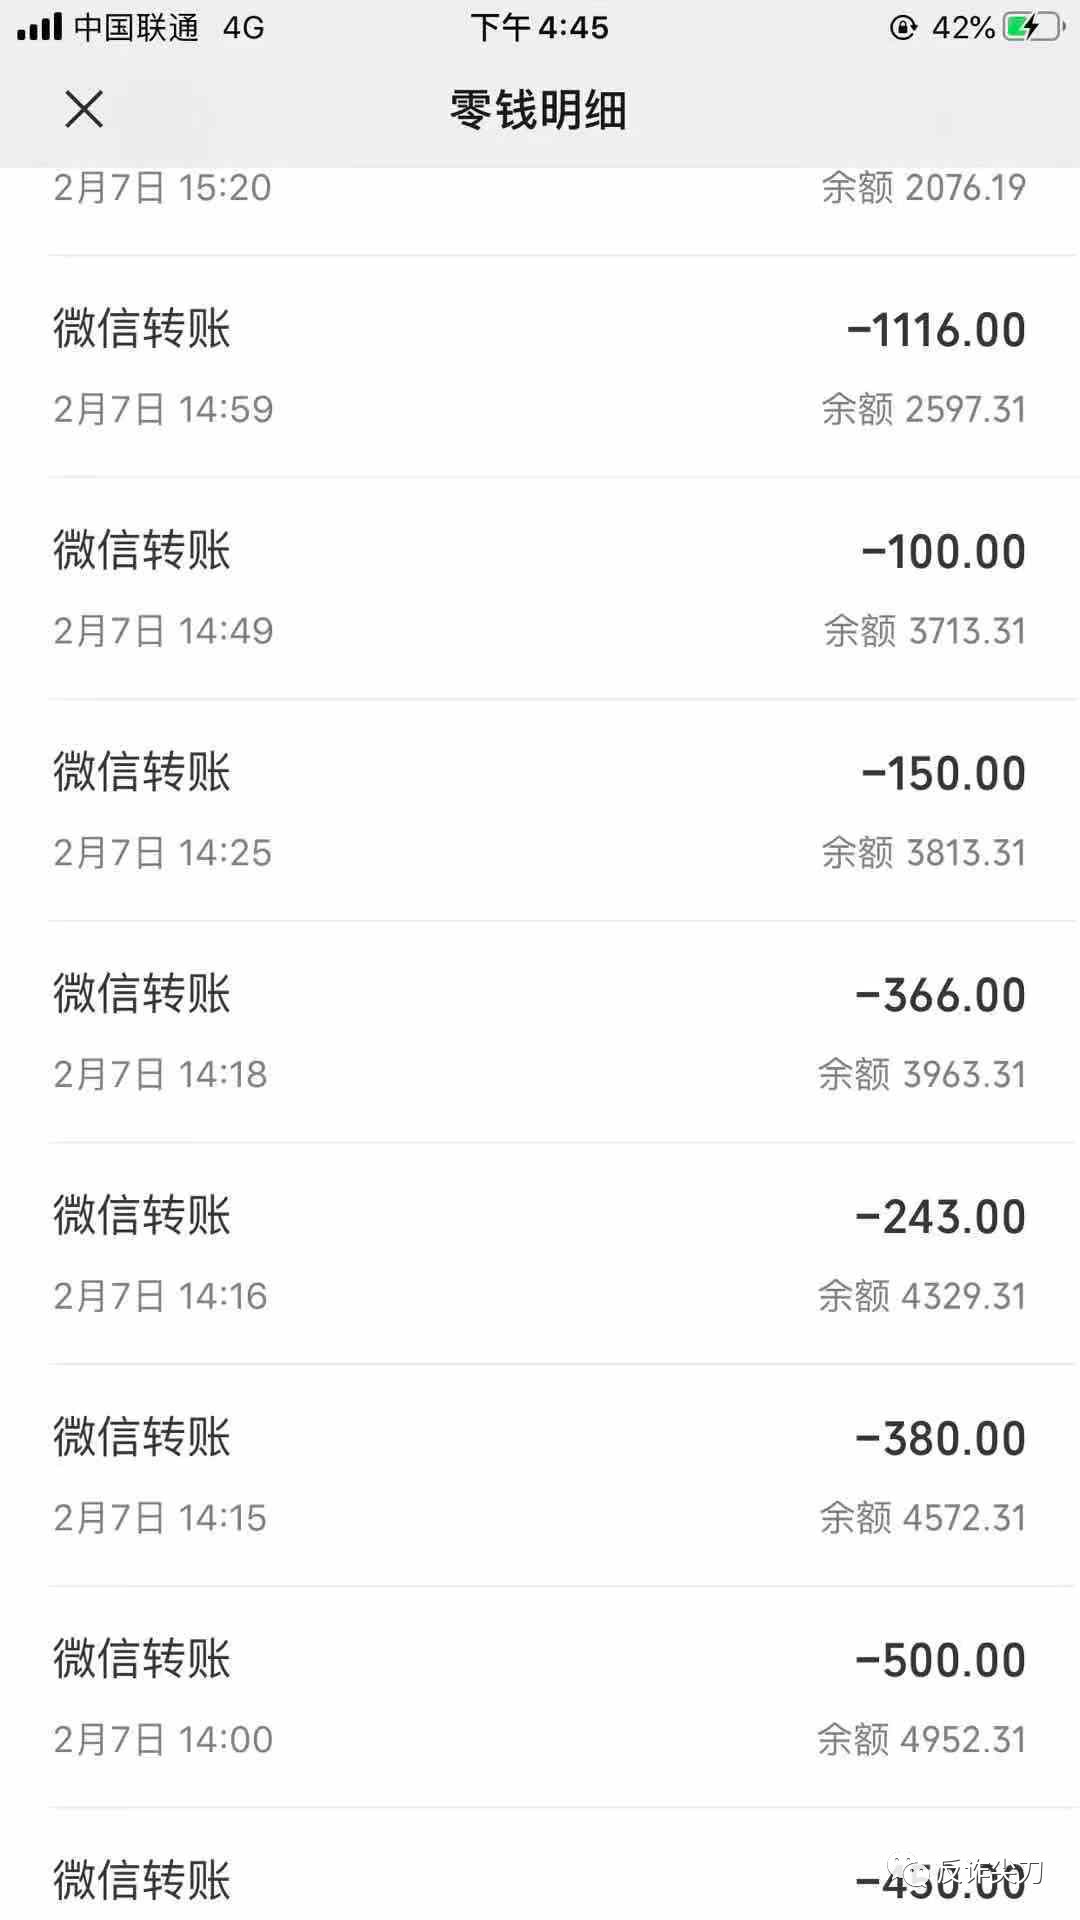 中国联通 4G 下午4:45 42%
零钱明细
2月7日 15:20 余额 2076.19
微信转账 -1116.00
2月7日 14:59 余额 2597.31
微信转账 -100.00
2月7日 14:49 余额 3713.31
微信转账 -150.00
2月7日 14:25 余额 3813.31
微信转账 -366.00
2月7日 14:18 余额 3963.31
微信转账 -243.00
2月7日 14:16 余额 4329.31
微信转账 -380.00
2月7日 14:15 余额 4572.31
微信转账 -500.00
2月7日 14:00 余额 4952.31
微信转账 -450.00
反诈尖刀